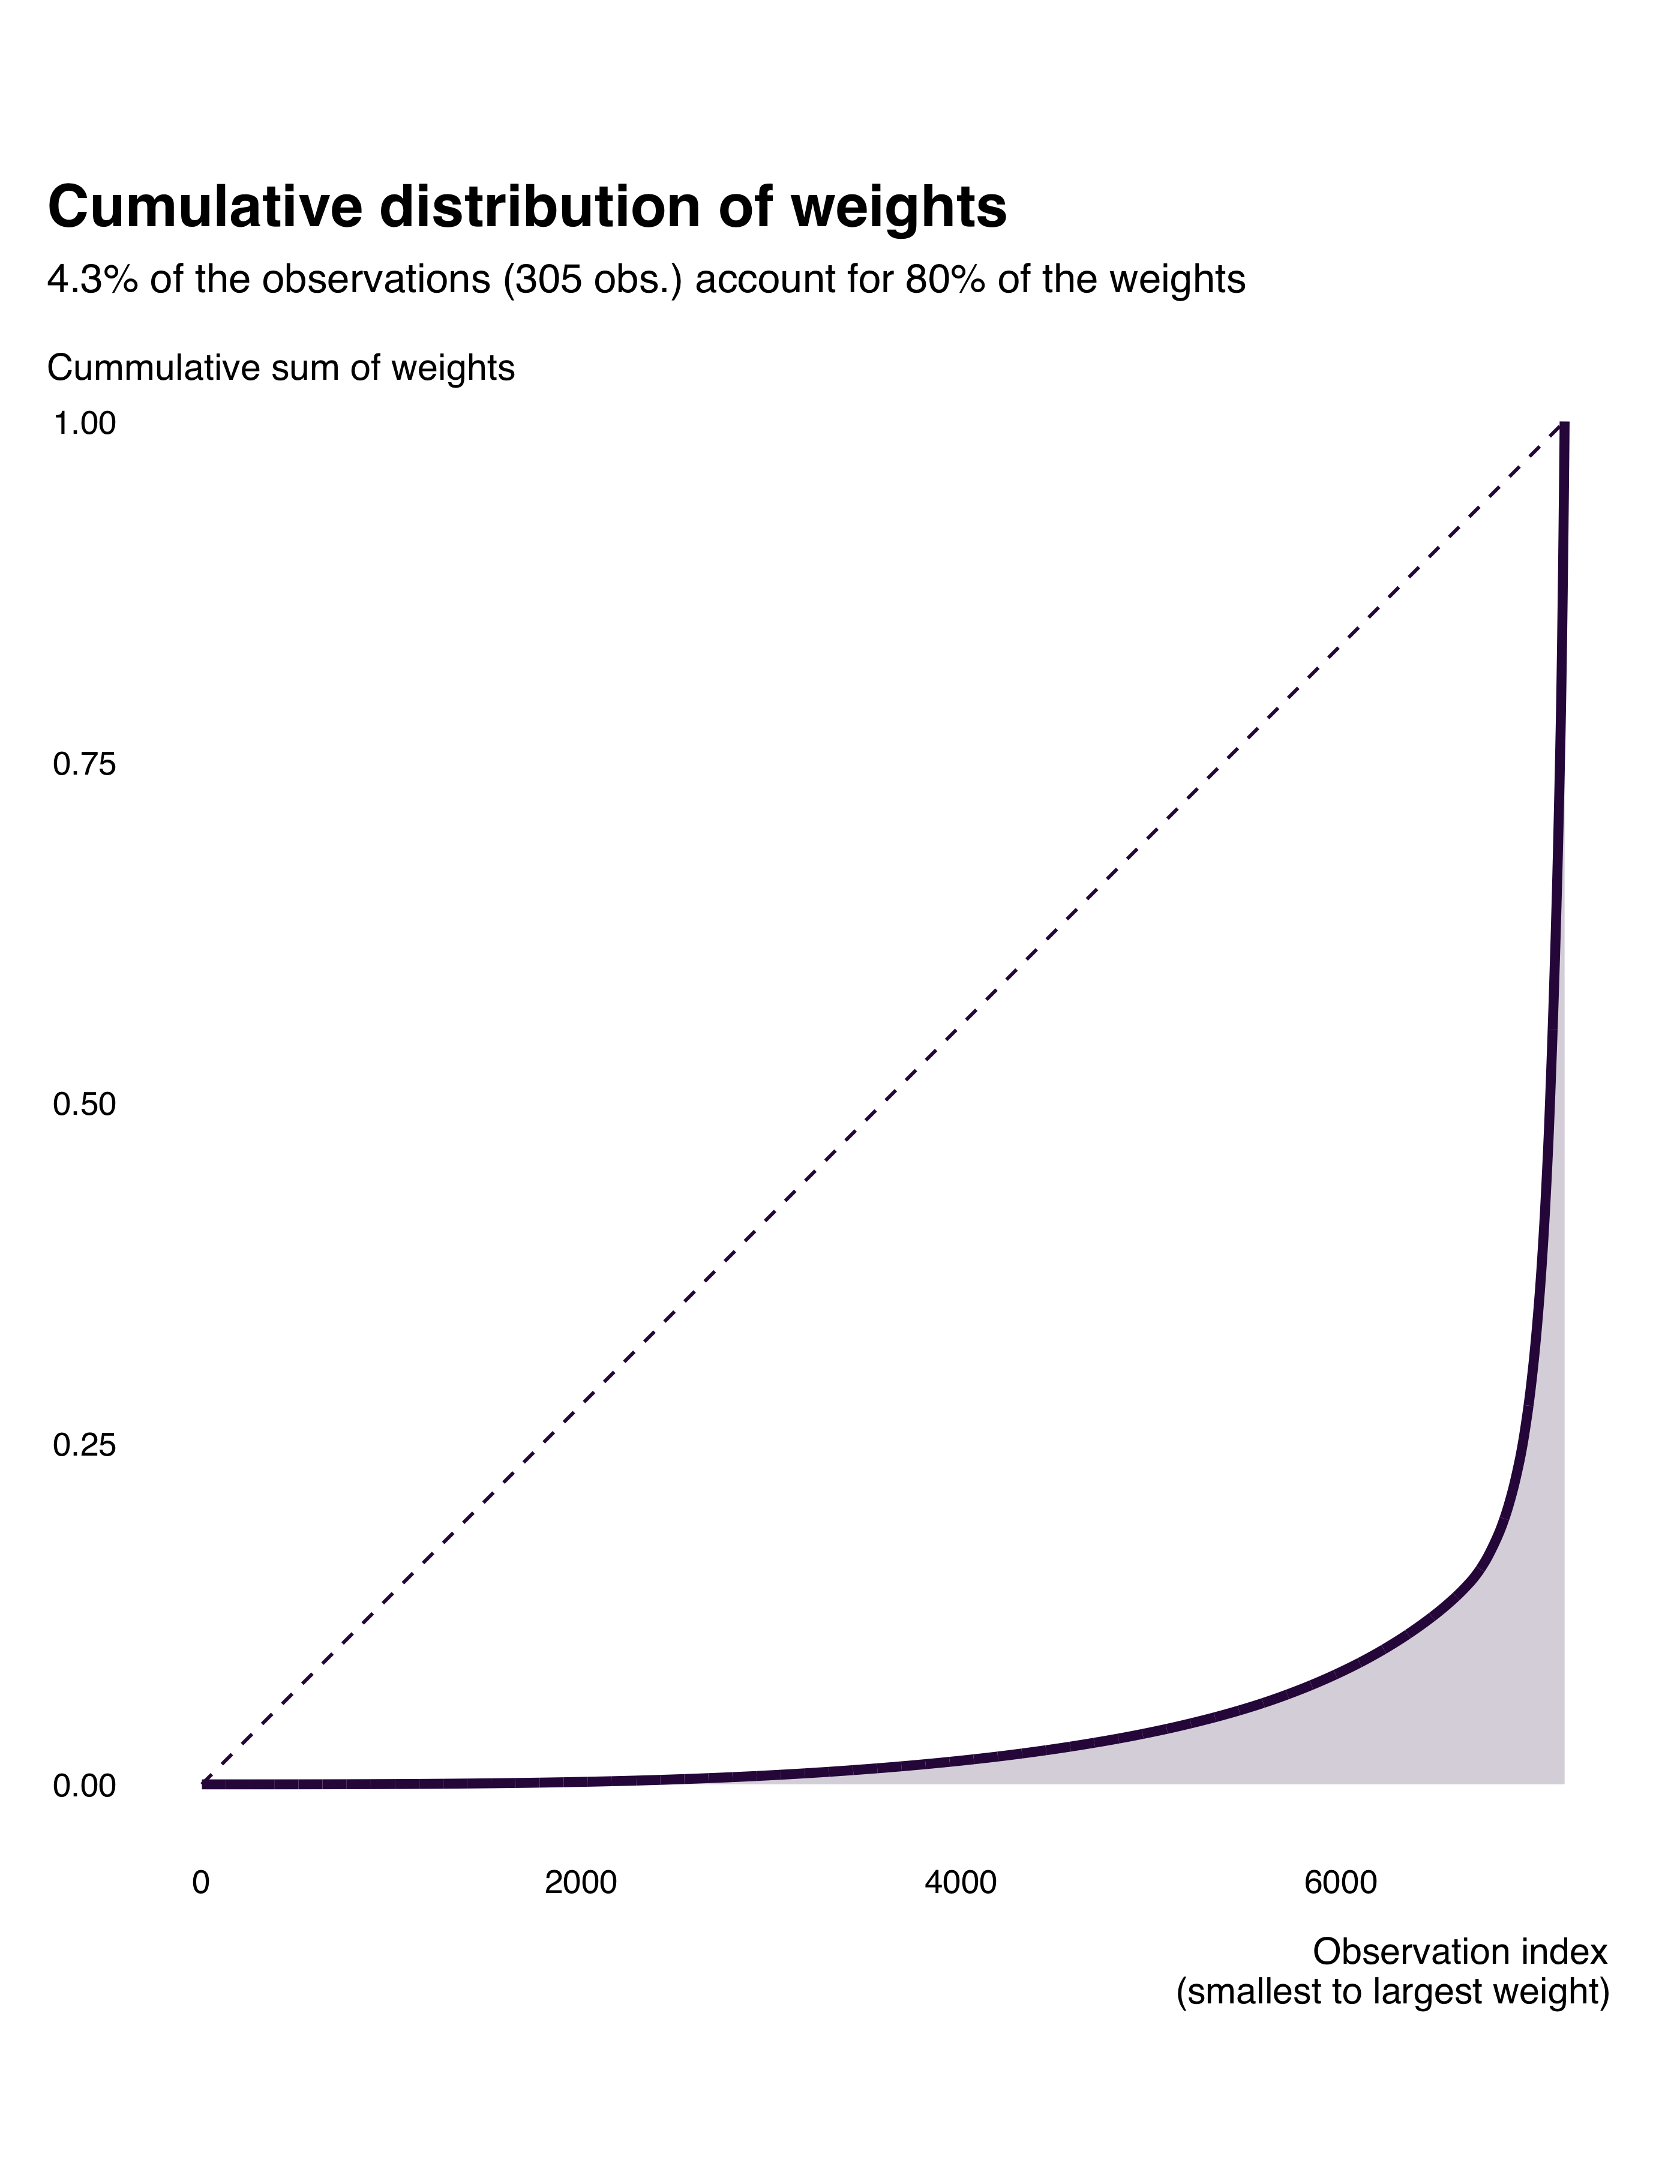 Cumulative distribution of weights
4.3% of the observations (305 obs.) account for 80% of the weights
Cummulative sum of weights
1.00
0.75
0.50
0.25
0.00
0 2000 4000 6000
Observation index
(smallest to largest weight)